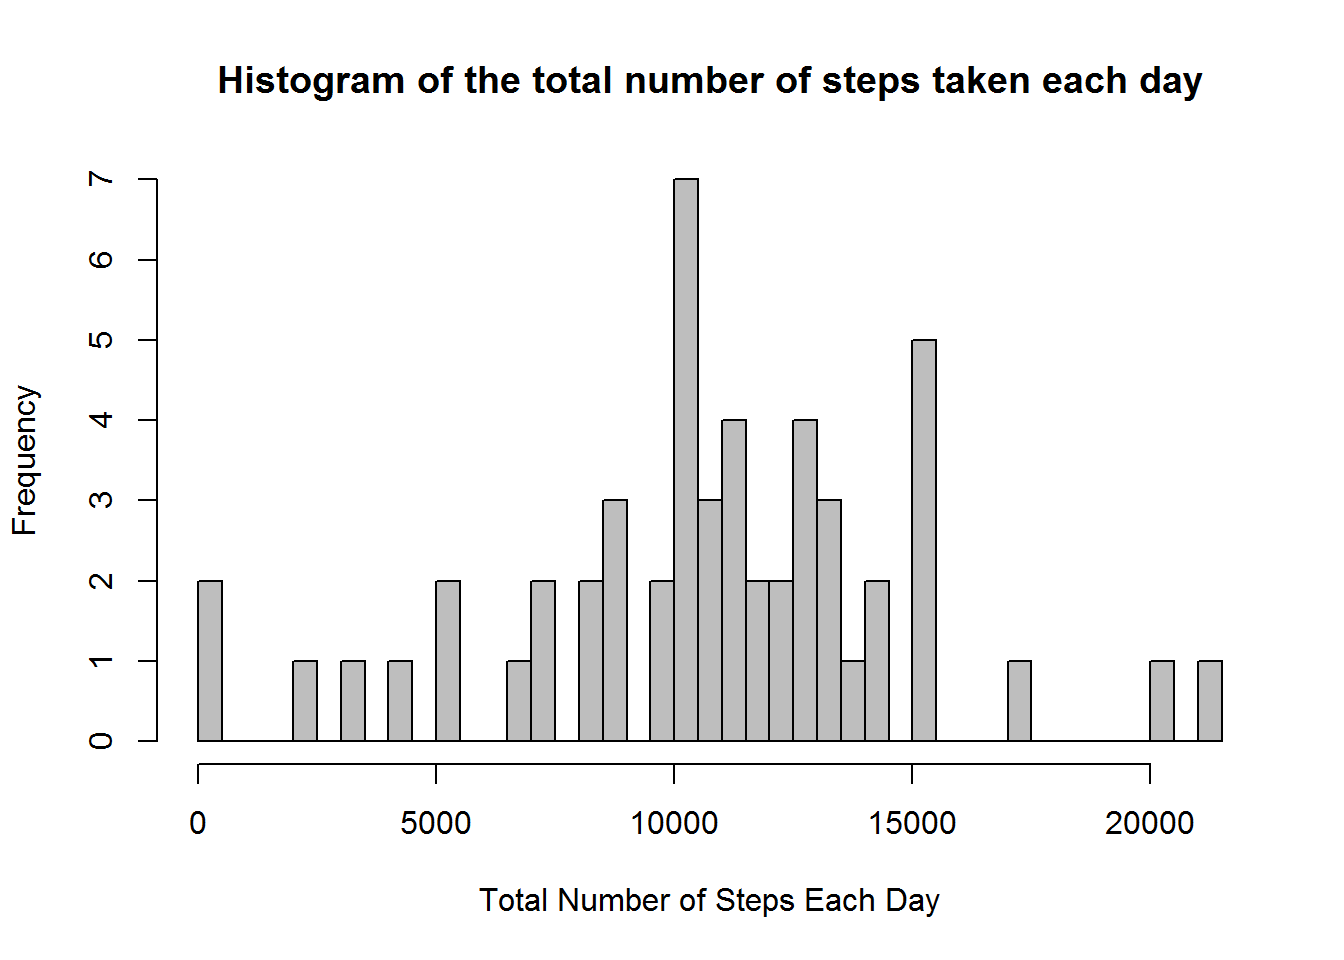 Histogram of the total number of steps taken each day
7
6
5
4
3
2
1
0
Frequency
0 5000 10000 15000 20000
Total Number of Steps Each Day